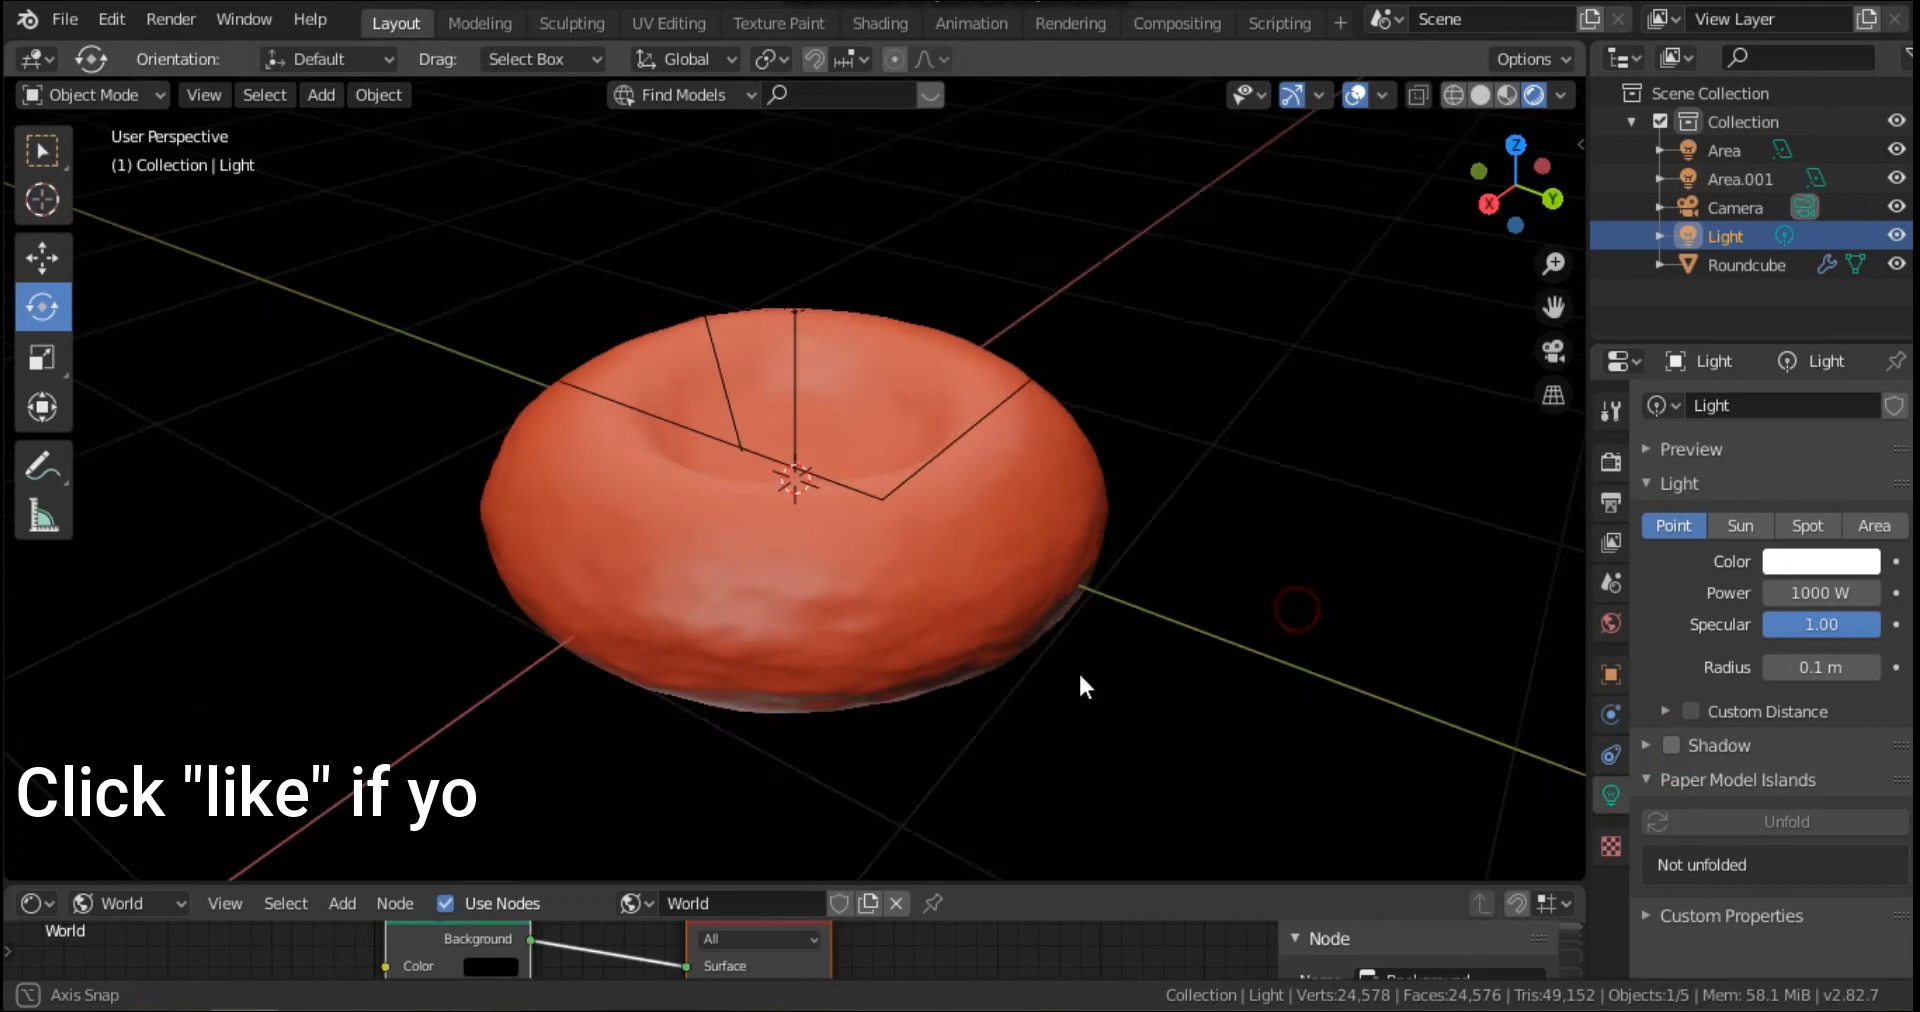 File Edit Render Window Help Layout Modeling Sculpting UV Editing Texture Paint Shading Animation Rendering Compositing Scripting + Scene View Layer
Orientation: Default Drag: Select Box Global Options
Object Mode View Select Add Object Find Models
User Perspective
(1) Collection | Light
Z
X
Y
Scene Collection
Collection
Area
Area.001
Camera
Light
Roundcube
Light Light
Light
Preview
Light
Point Sun Spot Area
Color
Power 1000 W
Specular 1.00
Radius 0.1 m
Custom Distance
Shadow
Paper Model Islands
Unfold
Not unfolded
Custom Properties
Click "like" if yo
World View Select Add Node Use Nodes World
World
Background
Color
All
Surface
Node
Axis Snap
Collection | Light | Verts:24,578 | Faces:24,576 | Tris:49,152 | Objects:1/5 | Mem: 58.1 MiB | v2.82.7